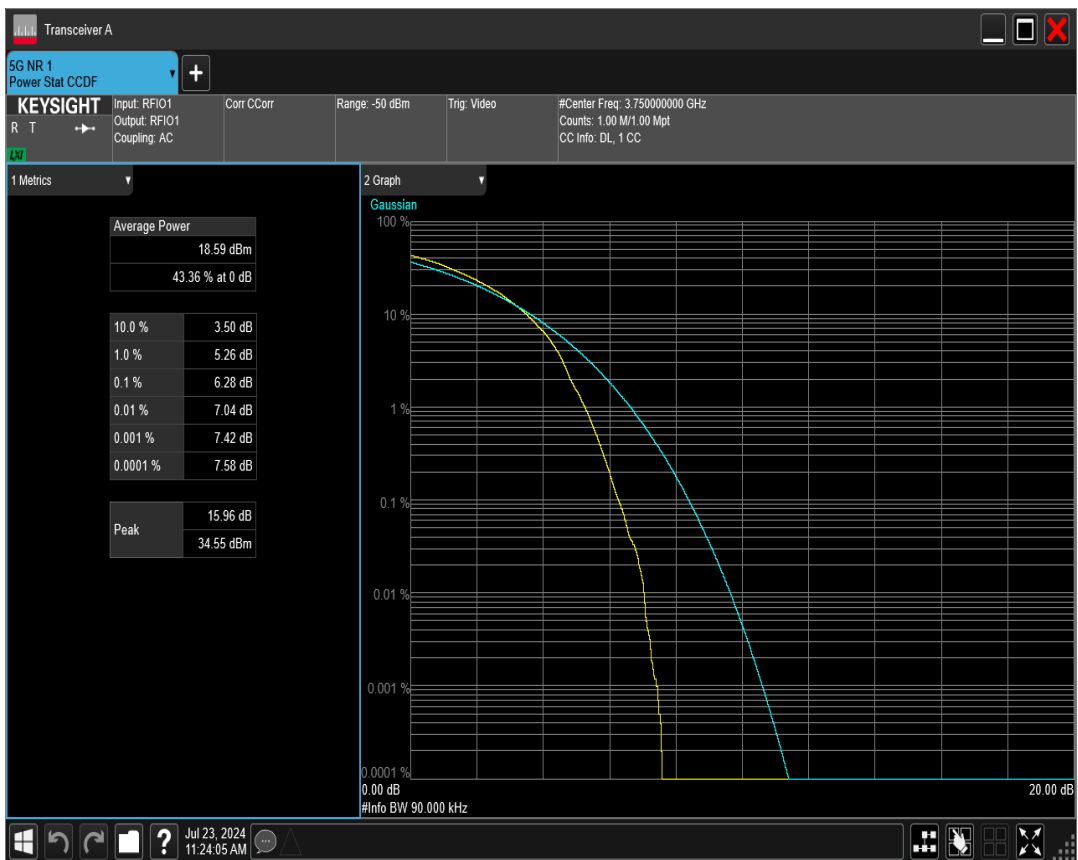 Transceiver A
5G NR 1
Power Stat CCDF
+
KEYSIGHT
R T
LXI
Input: RFIO1
Output: RFIO1
Coupling: AC
Corr CCorr
Range: -50 dBm
Trig: Video
#Center Freq: 3.750000000 GHz
Counts: 1.00 M/1.00 Mpt
CC Info: DL, 1 CC
1 Metrics
Average Power
18.59 dBm
43.36 % at 0 dB
10.0 % 3.50 dB
1.0 % 5.26 dB
0.1 % 6.28 dB
0.01 % 7.04 dB
0.001 % 7.42 dB
0.0001 % 7.58 dB
Peak
15.96 dB
34.55 dBm
2 Graph
Gaussian
100 %
10 %
1 %
0.1 %
0.01 %
0.001 %
0.0001 %
0.00 dB 20.00 dB
#Info BW 90.000 kHz
?
Jul 23, 2024
11:24:05 AM